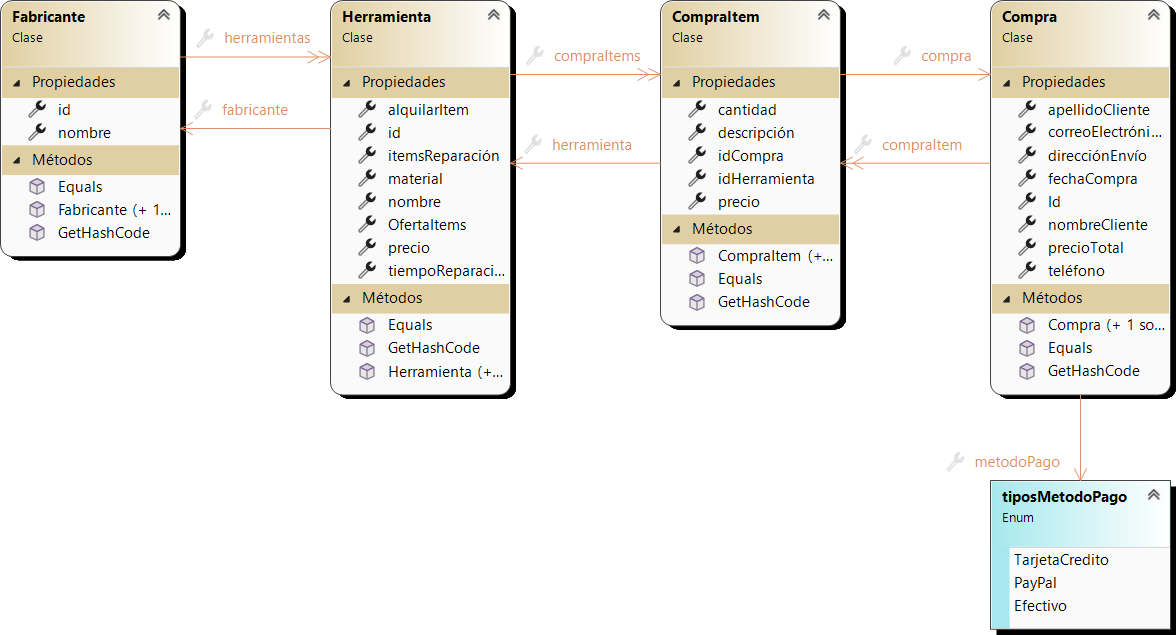 Fabricante
Clase
Propiedades
id
nombre
Métodos
Equals
Fabricante (+ 1...
GetHashCode
herramientas
fabricante
Herramienta
Clase
Propiedades
alquilarItem
id
itemsReparación
material
nombre
OfertaItems
precio
tiempoReparaci...
Métodos
Equals
GetHashCode
Herramienta (+...
compraItems
herramienta
CompraItem
Clase
Propiedades
cantidad
descripción
idCompra
idHerramienta
precio
Métodos
CompraItem (+...
Equals
GetHashCode
compra
compraItem
Compra
Clase
Propiedades
apellidoCliente
correoElectróni...
direcciónEnvío
fechaCompra
Id
nombreCliente
precioTotal
teléfono
Métodos
Compra (+ 1 so...
Equals
GetHashCode
metodoPago
tiposMetodoPago
Enum
TarjetaCredito
PayPal
Efectivo